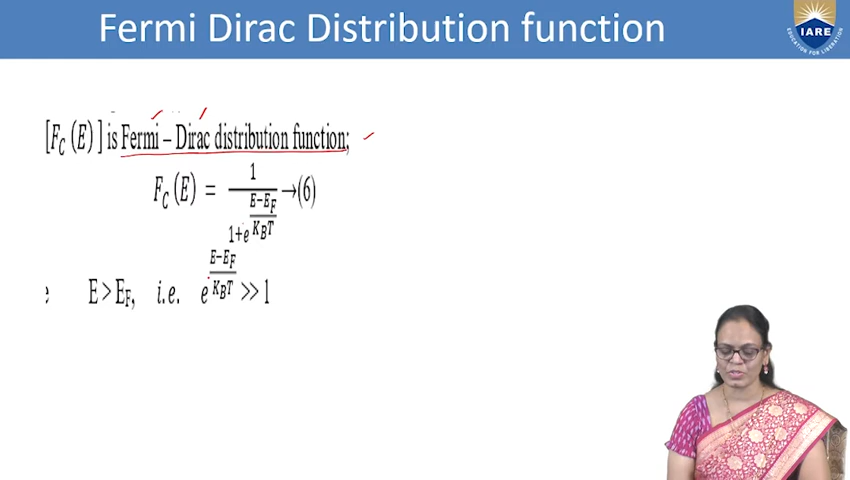 Fermi Dirac Distribution function
IARE
EDUCATION FOR LIBERATION
[F_C(E)] is Fermi – Dirac distribution function;
F_C(E) = 1 / (1+e^((E−E_F)/(K_BT))) →(6)
e E > E_F, i.e. e^((E−E_F)/(K_BT)) >> 1